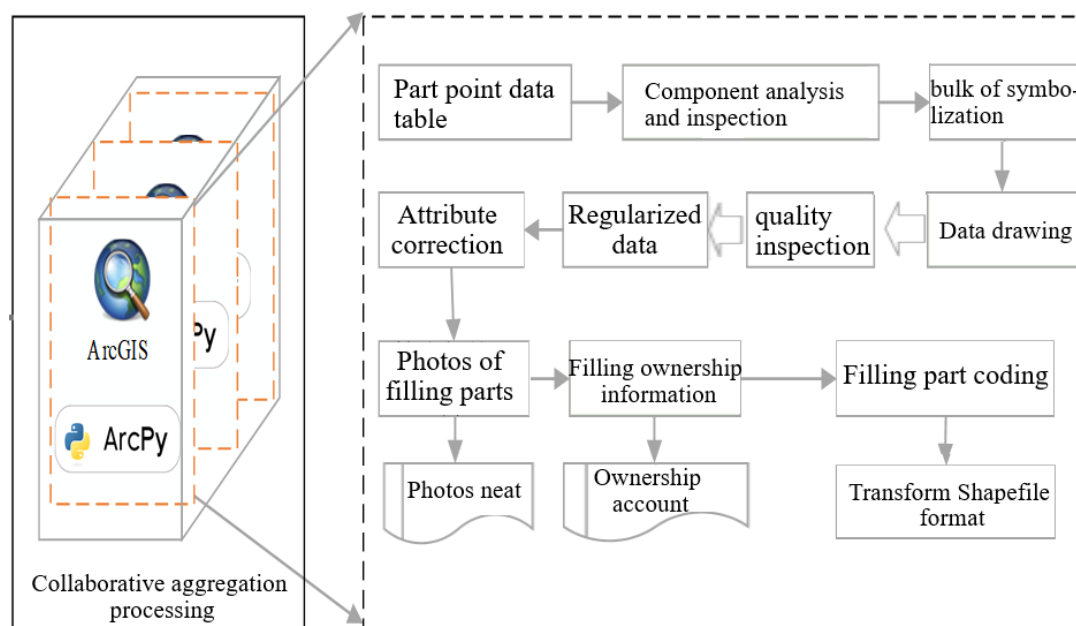 Part point data
table
Component analysis
and inspection
bulk of symbo-
lization
Attribute
correction
Regularized
data
quality
inspection
Data drawing
Photos of
filling parts
Filling ownership
information
Filling part coding
Photos neat
Ownership
account
Transform Shapefile
format
ArcGIS
Py
ArcPy
Collaborative aggregation
processing